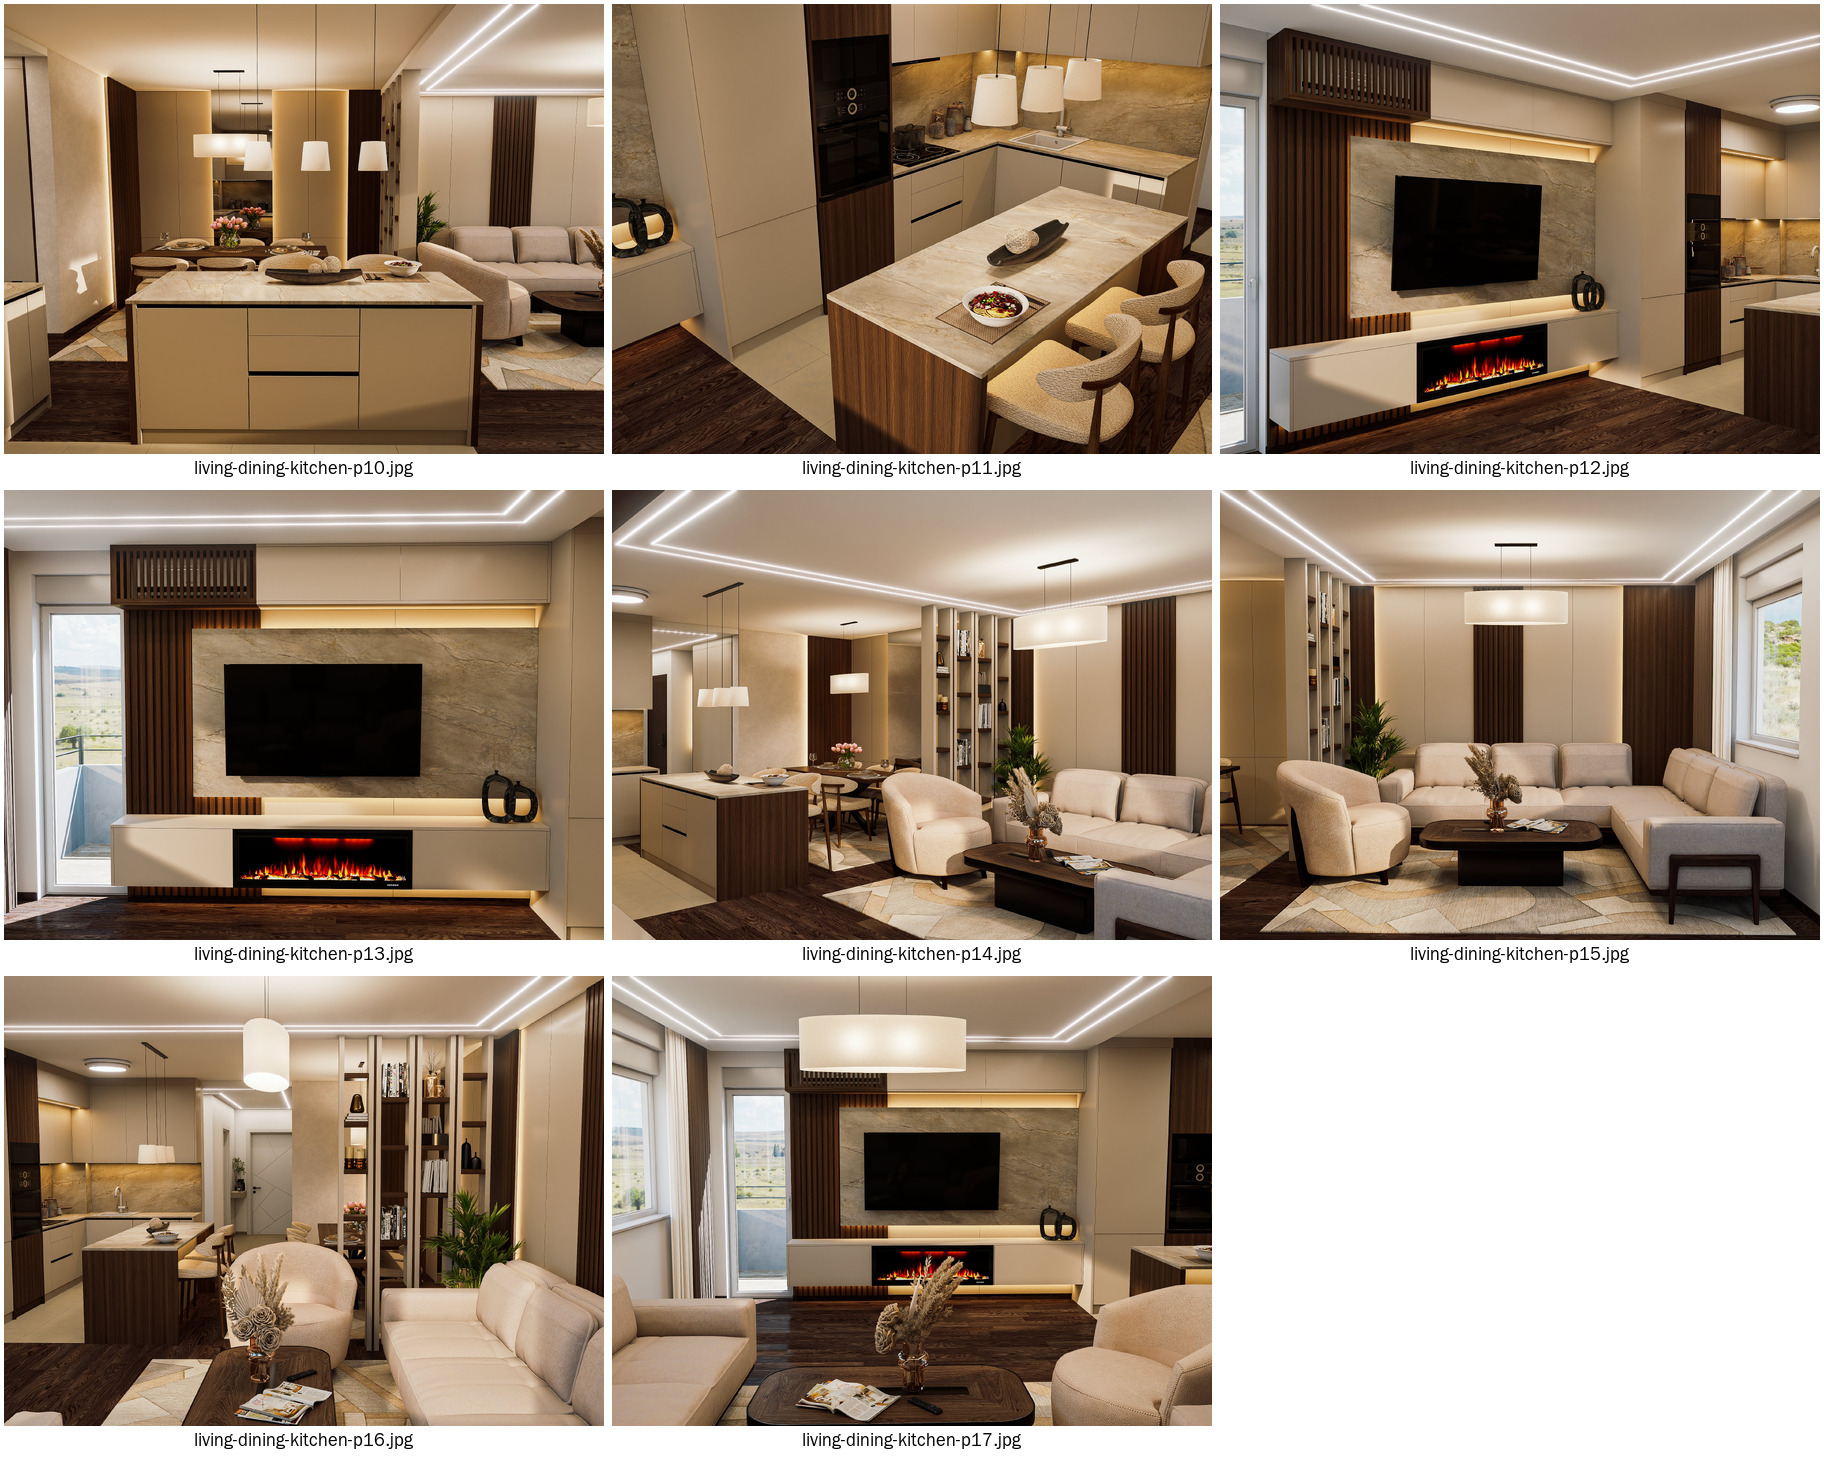 living-dining-kitchen-p10.jpg
living-dining-kitchen-p11.jpg
living-dining-kitchen-p12.jpg
living-dining-kitchen-p13.jpg
living-dining-kitchen-p14.jpg
living-dining-kitchen-p15.jpg
living-dining-kitchen-p16.jpg
living-dining-kitchen-p17.jpg